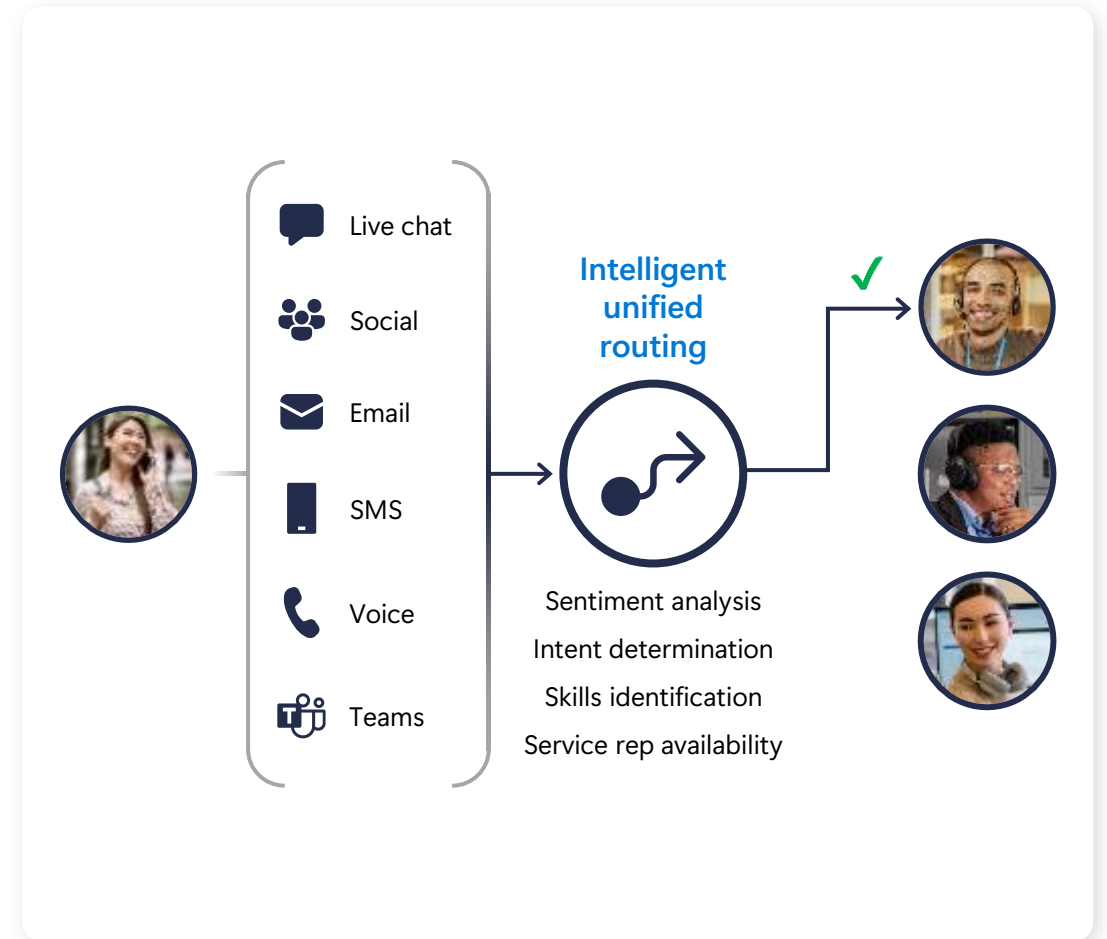 Live chat
Social
Email
SMS
Voice
T
Teams
Intelligent
unified
routing
Sentiment analysis
Intent determination
Skills identification
Service rep availability